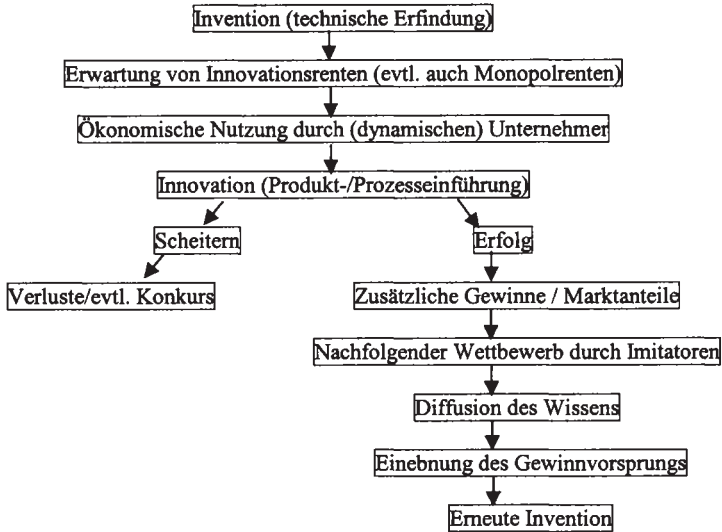 Invention (technische Erfindung)
Erwartung von Innovationsrenten (evtl. auch Monopolrenten)
Ökonomische Nutzung durch (dynamischen) Unternehmer
Innovation (Produkt-/Prozesseinführung)
Scheitern
Erfolg
Verluste/evtl. Konkurs
Zusätzliche Gewinne / Marktanteile
Nachfolgender Wettbewerb durch Imitatoren
Diffusion des Wissens
Einebnung des Gewinnvorsprungs
Erneute Invention